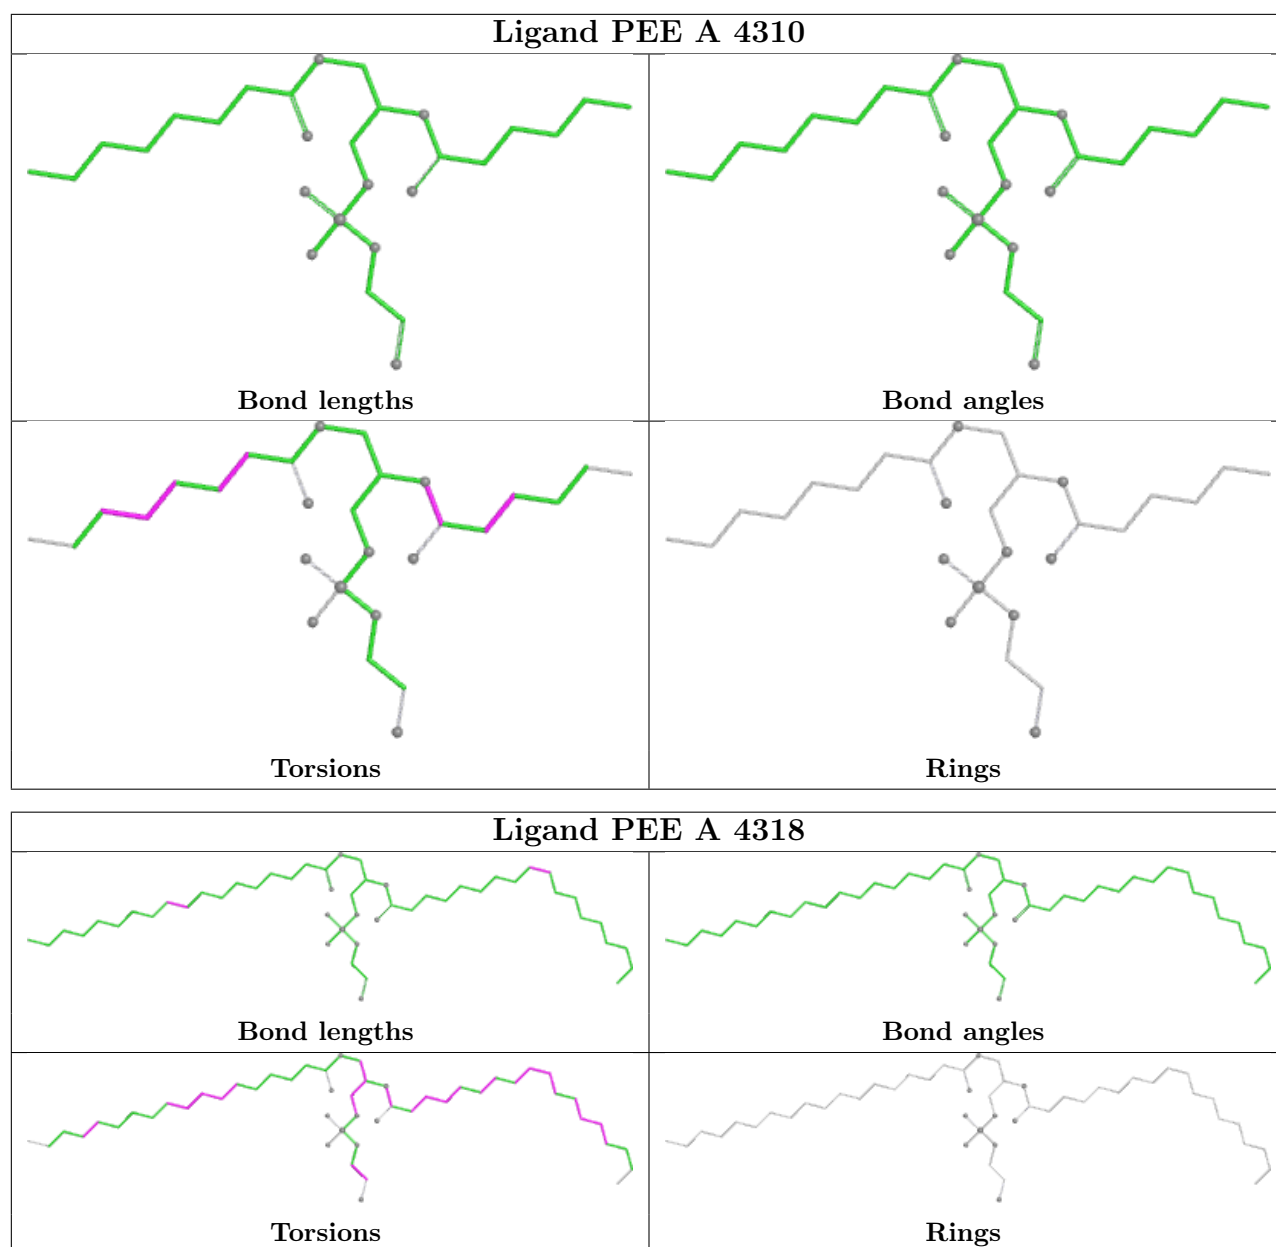 Ligand PEE A 4310
Bond lengths
Bond angles
Torsions
Rings
Ligand PEE A 4318
Bond lengths
Bond angles
Torsions
Rings